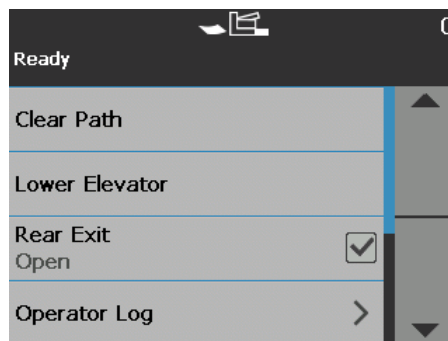 Ready
Clear Path
Lower Elevator
Rear Exit
Open
Operator Log